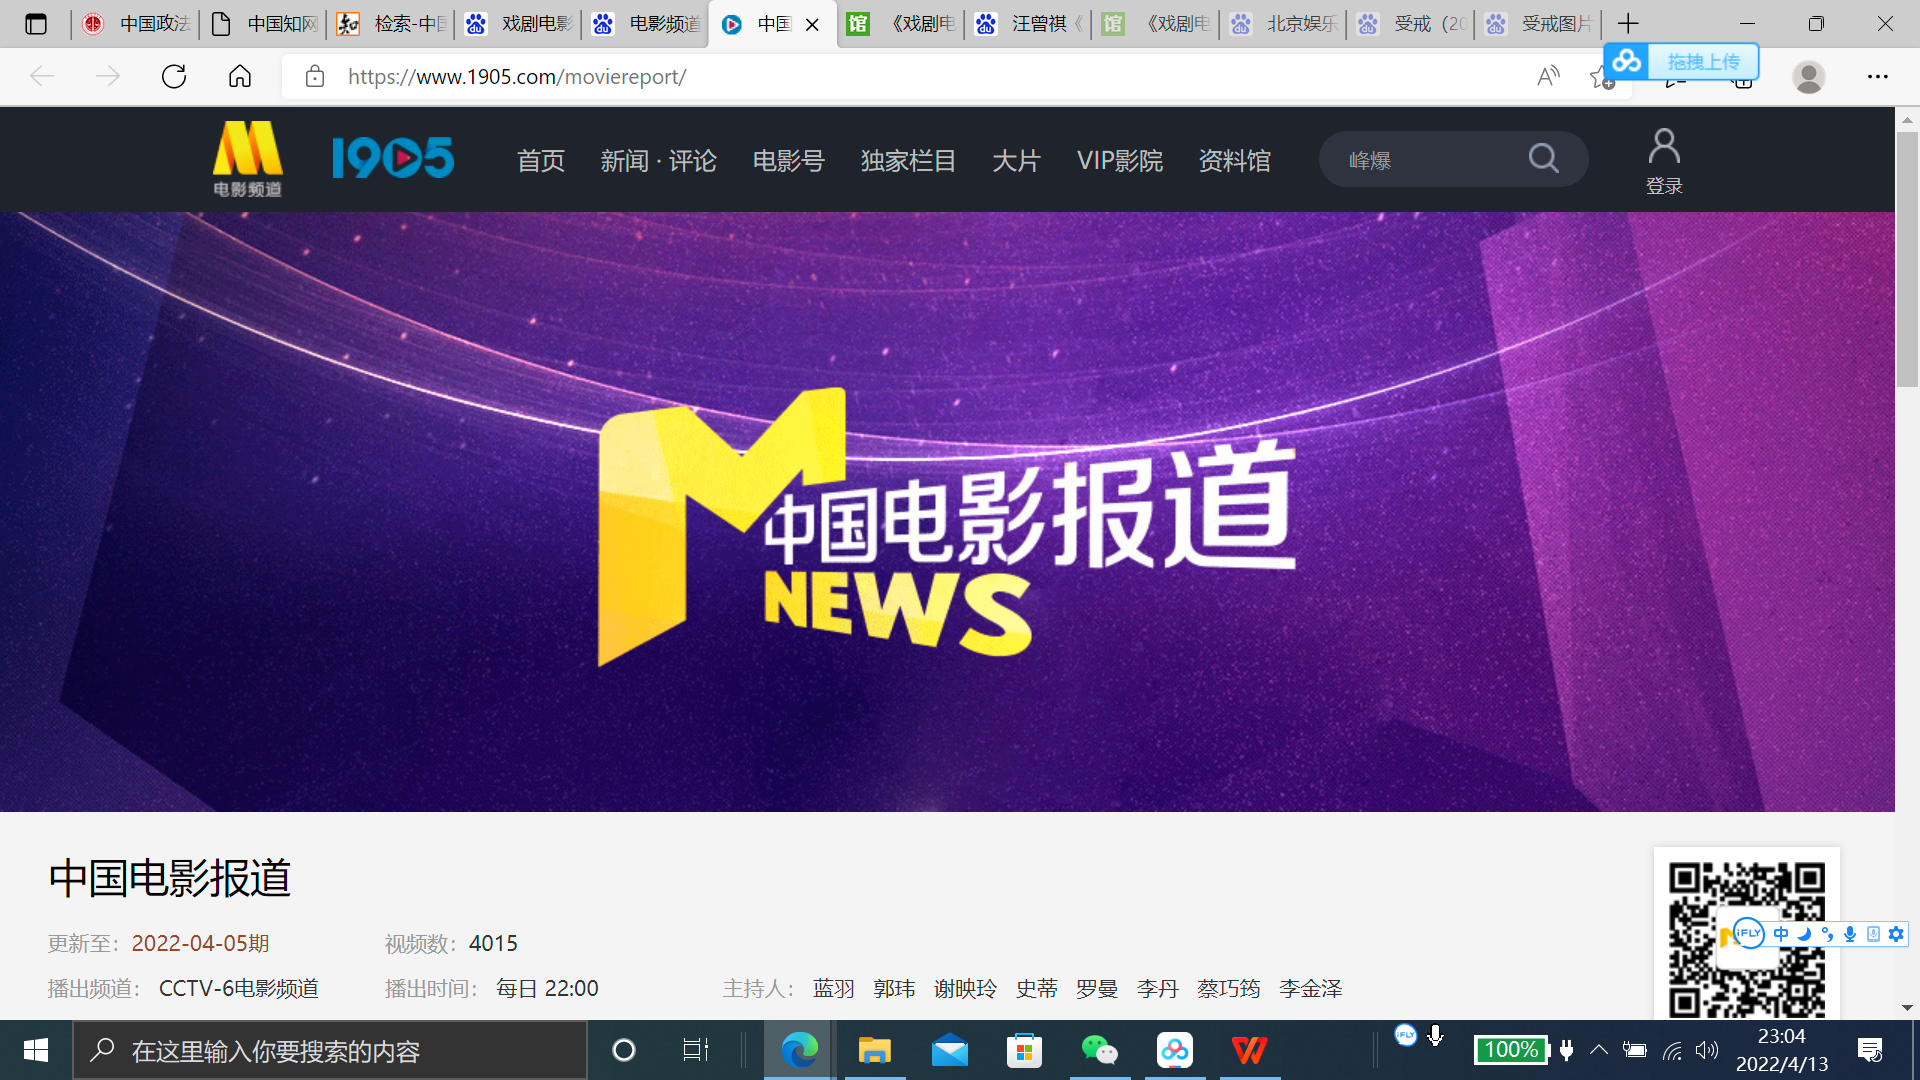 中国政法
中国知网
检索-中国
戏剧电影
电影频道
中国
《戏剧电
汪曾祺《
《戏剧电
北京娱乐
受戒（20
受戒图片
https://www.1905.com/moviereport/
拖拽上传
电影频道
1905
首页
新闻 · 评论
电影号
独家栏目
大片
VIP影院
资料馆
峰爆
登录
中国电影报道
NEWS
中国电影报道
更新至： 2022-04-05期
视频数： 4015
播出频道： CCTV-6电影频道
播出时间： 每日 22:00
主持人： 蓝羽 郭玮 谢映玲 史蒂 罗曼 李丹 蔡巧筠 李金泽
iFLY 中
在这里输入你要搜索的内容
iFLY
100%
23:04
2022/4/13